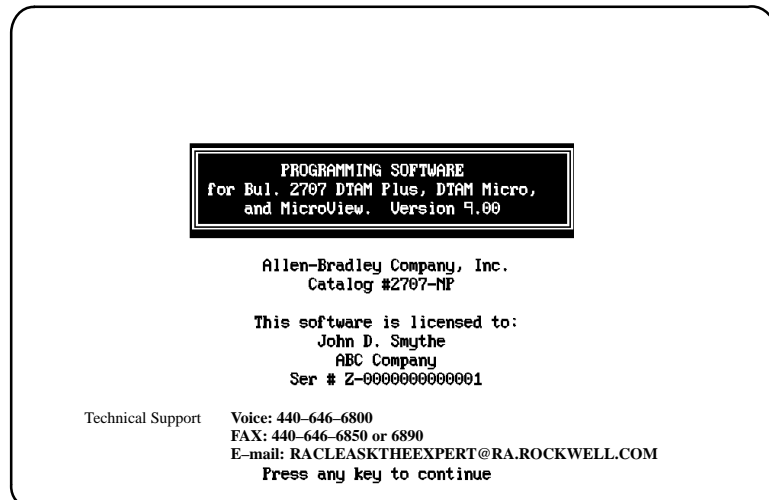 PROGRAMMING SOFTWARE
for Bul. 2707 DTAM Plus, DTAM Micro,
and MicroView. Version 9.00
Allen-Bradley Company, Inc.
Catalog #2707-NP
This software is licensed to:
John D. Smythe
ABC Company
Ser # Z-0000000000001
Technical Support Voice: 440–646–6800
FAX: 440–646–6850 or 6890
E–mail: RACLEASKTHEEXPERT@RA.ROCKWELL.COM
Press any key to continue